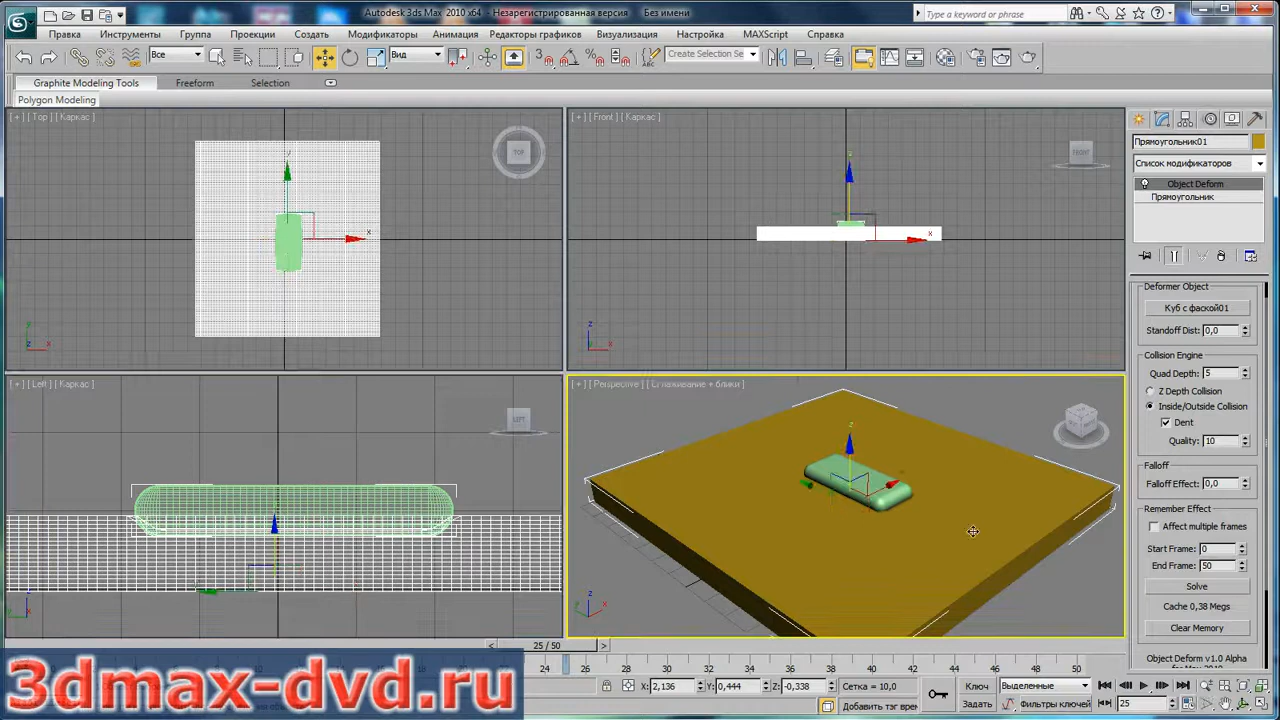 Autodesk 3ds Max 2010 x64 - Незарегистрированная версия Без имени
Type a keyword or phrase
Правка Инструменты Группа Проекции Создать Модификаторы Анимация Редакторы графиков Визуализация Настройка MAXScript Справка
Все Вид Create Selection Se
Graphite Modeling Tools Freeform Selection
Polygon Modeling
[ + ] [ Top ] [ Каркас ]
TOP
[ + ] [ Front ] [ Каркас ]
FRONT
Прямоугольник01
Список модификаторов
Object Deform
Прямоугольник
Deformer Object
Куб с фаской01
Standoff Dist: 0,0
Collision Engine
Quad Depth: 5
Z Depth Collision
Inside/Outside Collision
Dent
Quality: 10
Falloff
Falloff Effect: 0,0
Remember Effect
Affect multiple frames
Start Frame: 0
End Frame: 50
Solve
Cache 0,38 Megs
Clear Memory
Object Deform v1.0 Alpha
[ + ] [ Left ] [ Каркас ]
LEFT
[ + ] [ Perspective ] [ Сглаживание + блики ]
< 25 / 50 >
24 26 28 30 32 34 36 38 40 42 44 46 48 50
X: 2,136 Y: 0,444 Z: -0,338 Сетка = 10,0
Ключ Выделенные
Добавить тэг врем Задать Фильтры ключей 25
3dmax-dvd.ru